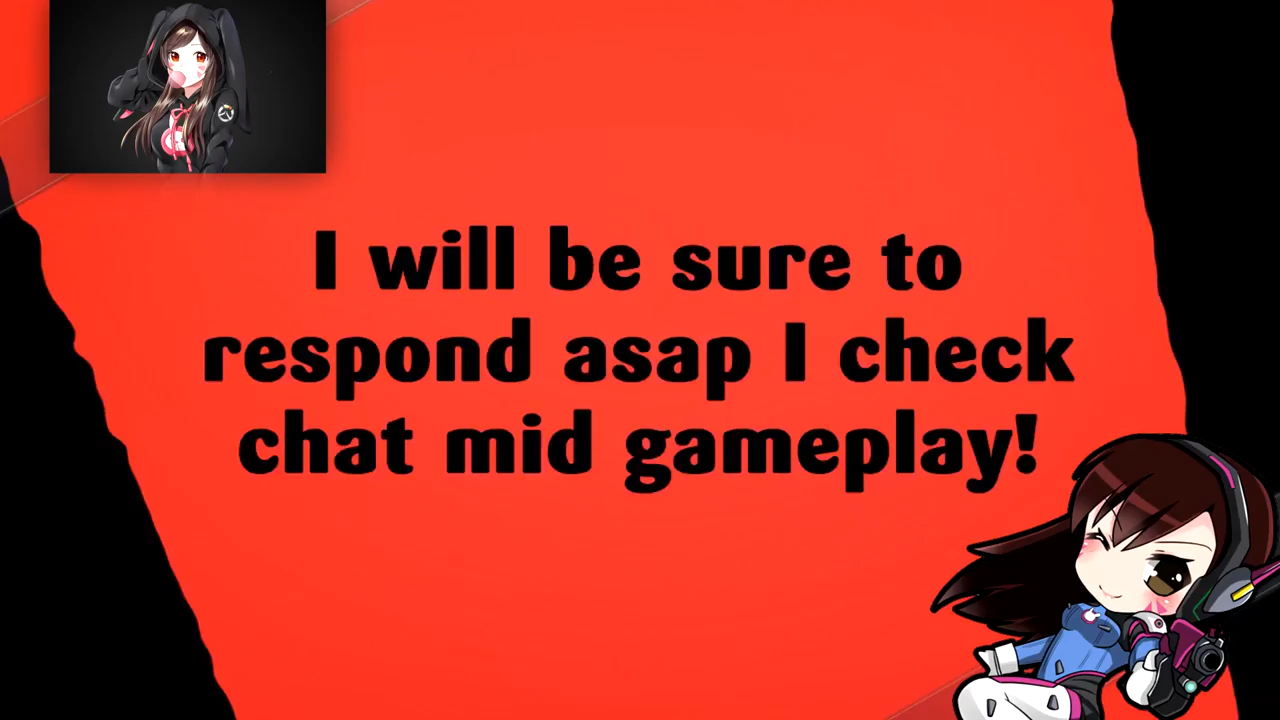 I will be sure to
respond asap I check
chat mid gameplay!